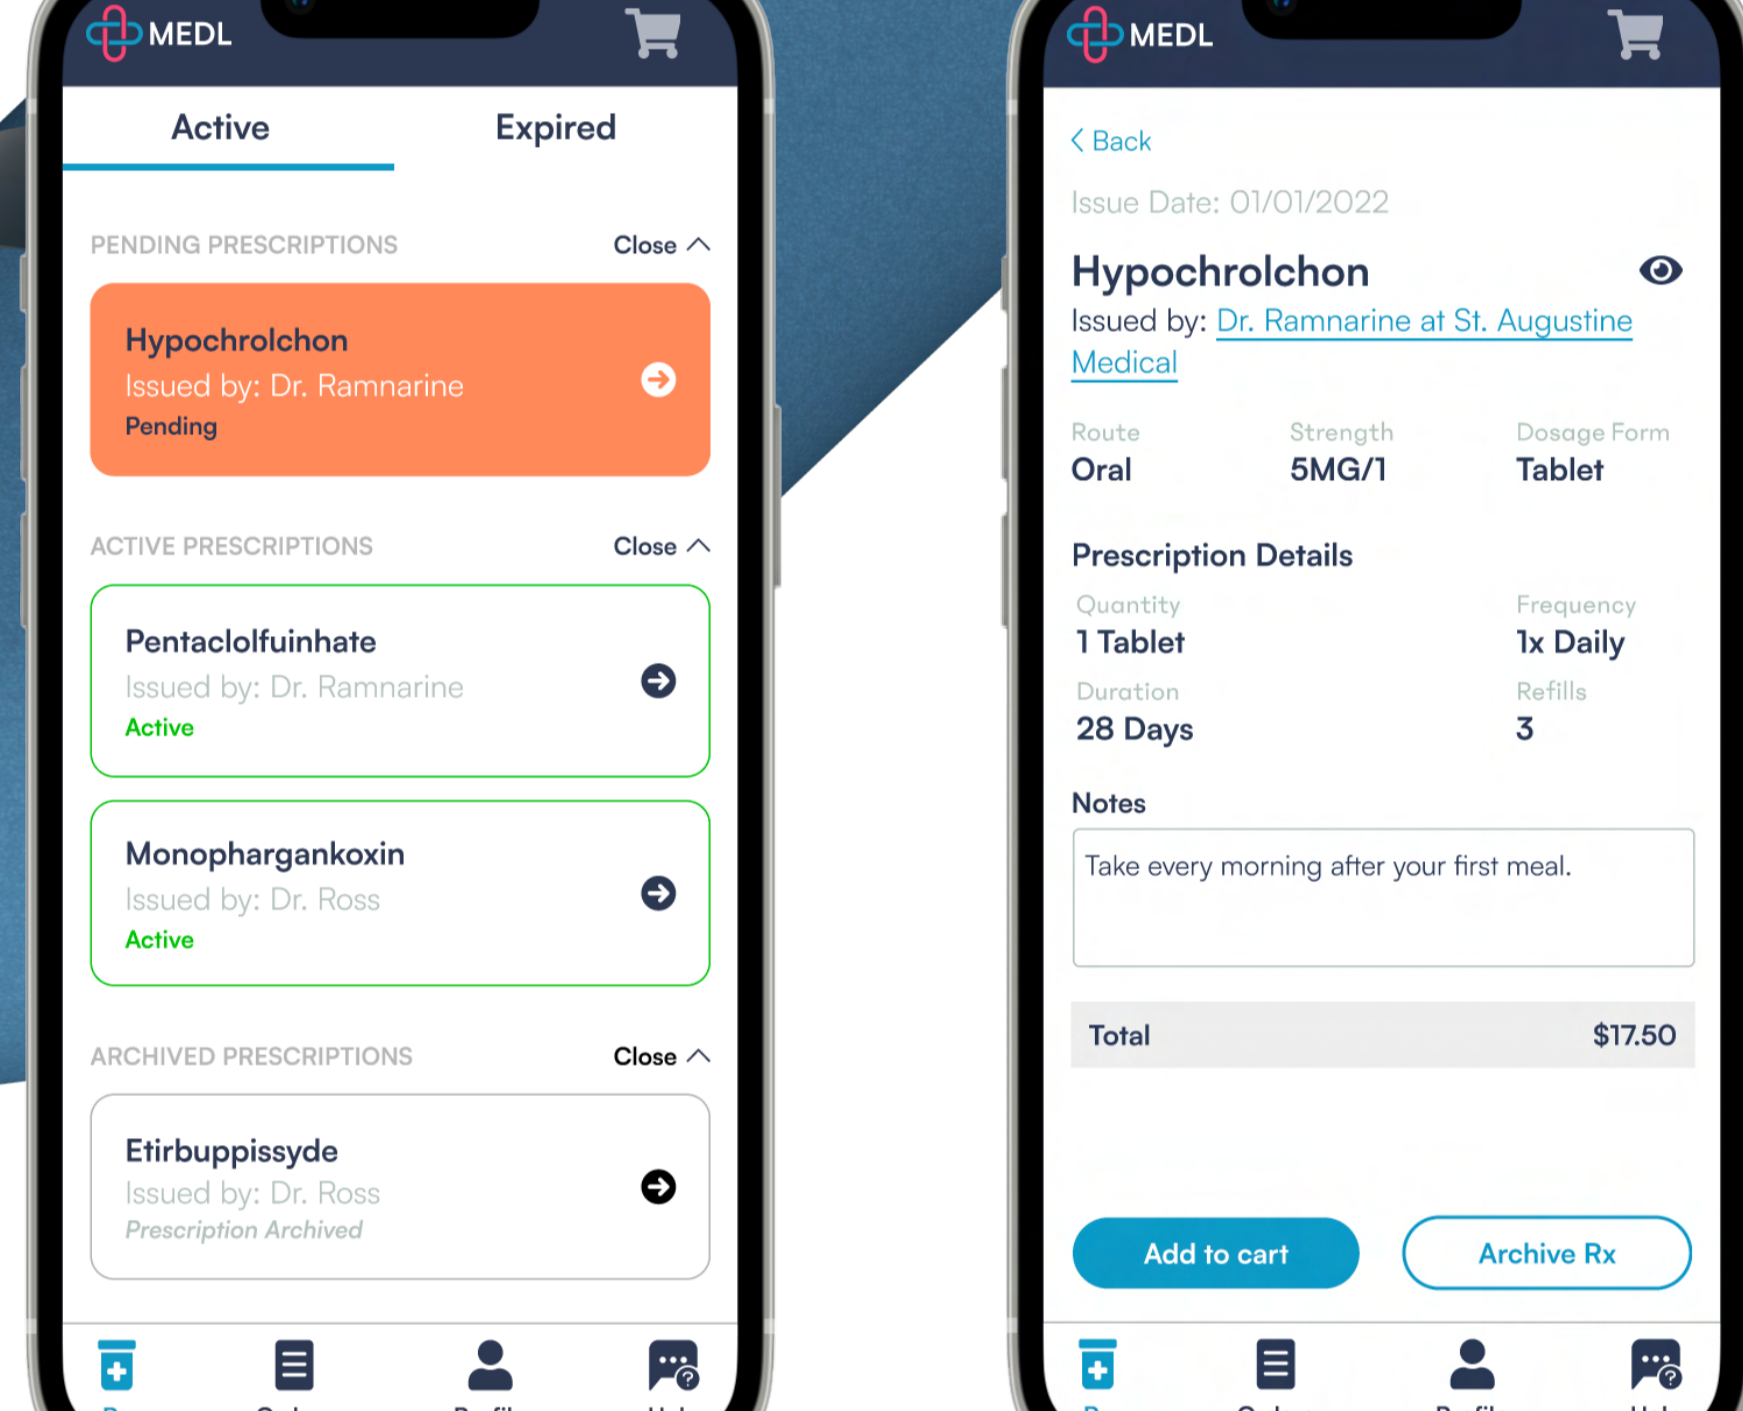 MEDL
Active Expired
PENDING PRESCRIPTIONS Close
Hypochrolchon
Issued by: Dr. Ramnarine
Pending
ACTIVE PRESCRIPTIONS Close
Pentaclolfuinhate
Issued by: Dr. Ramnarine
Active
Monophargankoxin
Issued by: Dr. Ross
Active
ARCHIVED PRESCRIPTIONS Close
Etirbuppissyde
Issued by: Dr. Ross
Prescription Archived
MEDL
Back
Issue Date: 01/01/2022
Hypochrolchon
Issued by: Dr. Ramnarine at St. Augustine
Medical
Route Strength Dosage Form
Oral 5MG/1 Tablet
Prescription Details
Quantity Frequency
1 Tablet 1x Daily
Duration Refills
28 Days 3
Notes
Take every morning after your first meal.
Total $17.50
Add to cart Archive Rx